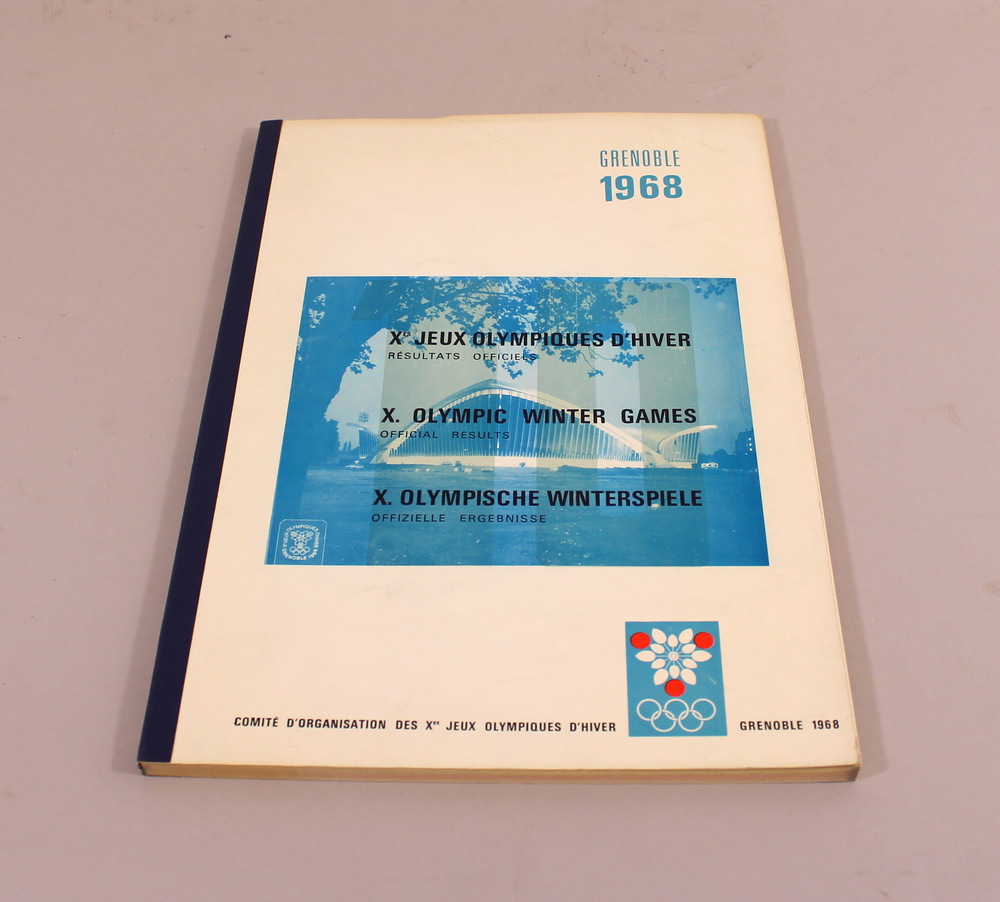 GRENOBLE
1968
Xes JEUX OLYMPIQUES D'HIVER
RÉSULTATS OFFICIELS
X. OLYMPIC WINTER GAMES
OFFICIAL RESULTS
X. OLYMPISCHE WINTERSPIELE
OFFIZIELLE ERGEBNISSE
COMITÉ D'ORGANISATION DES Xes JEUX OLYMPIQUES D'HIVER GRENOBLE 1968